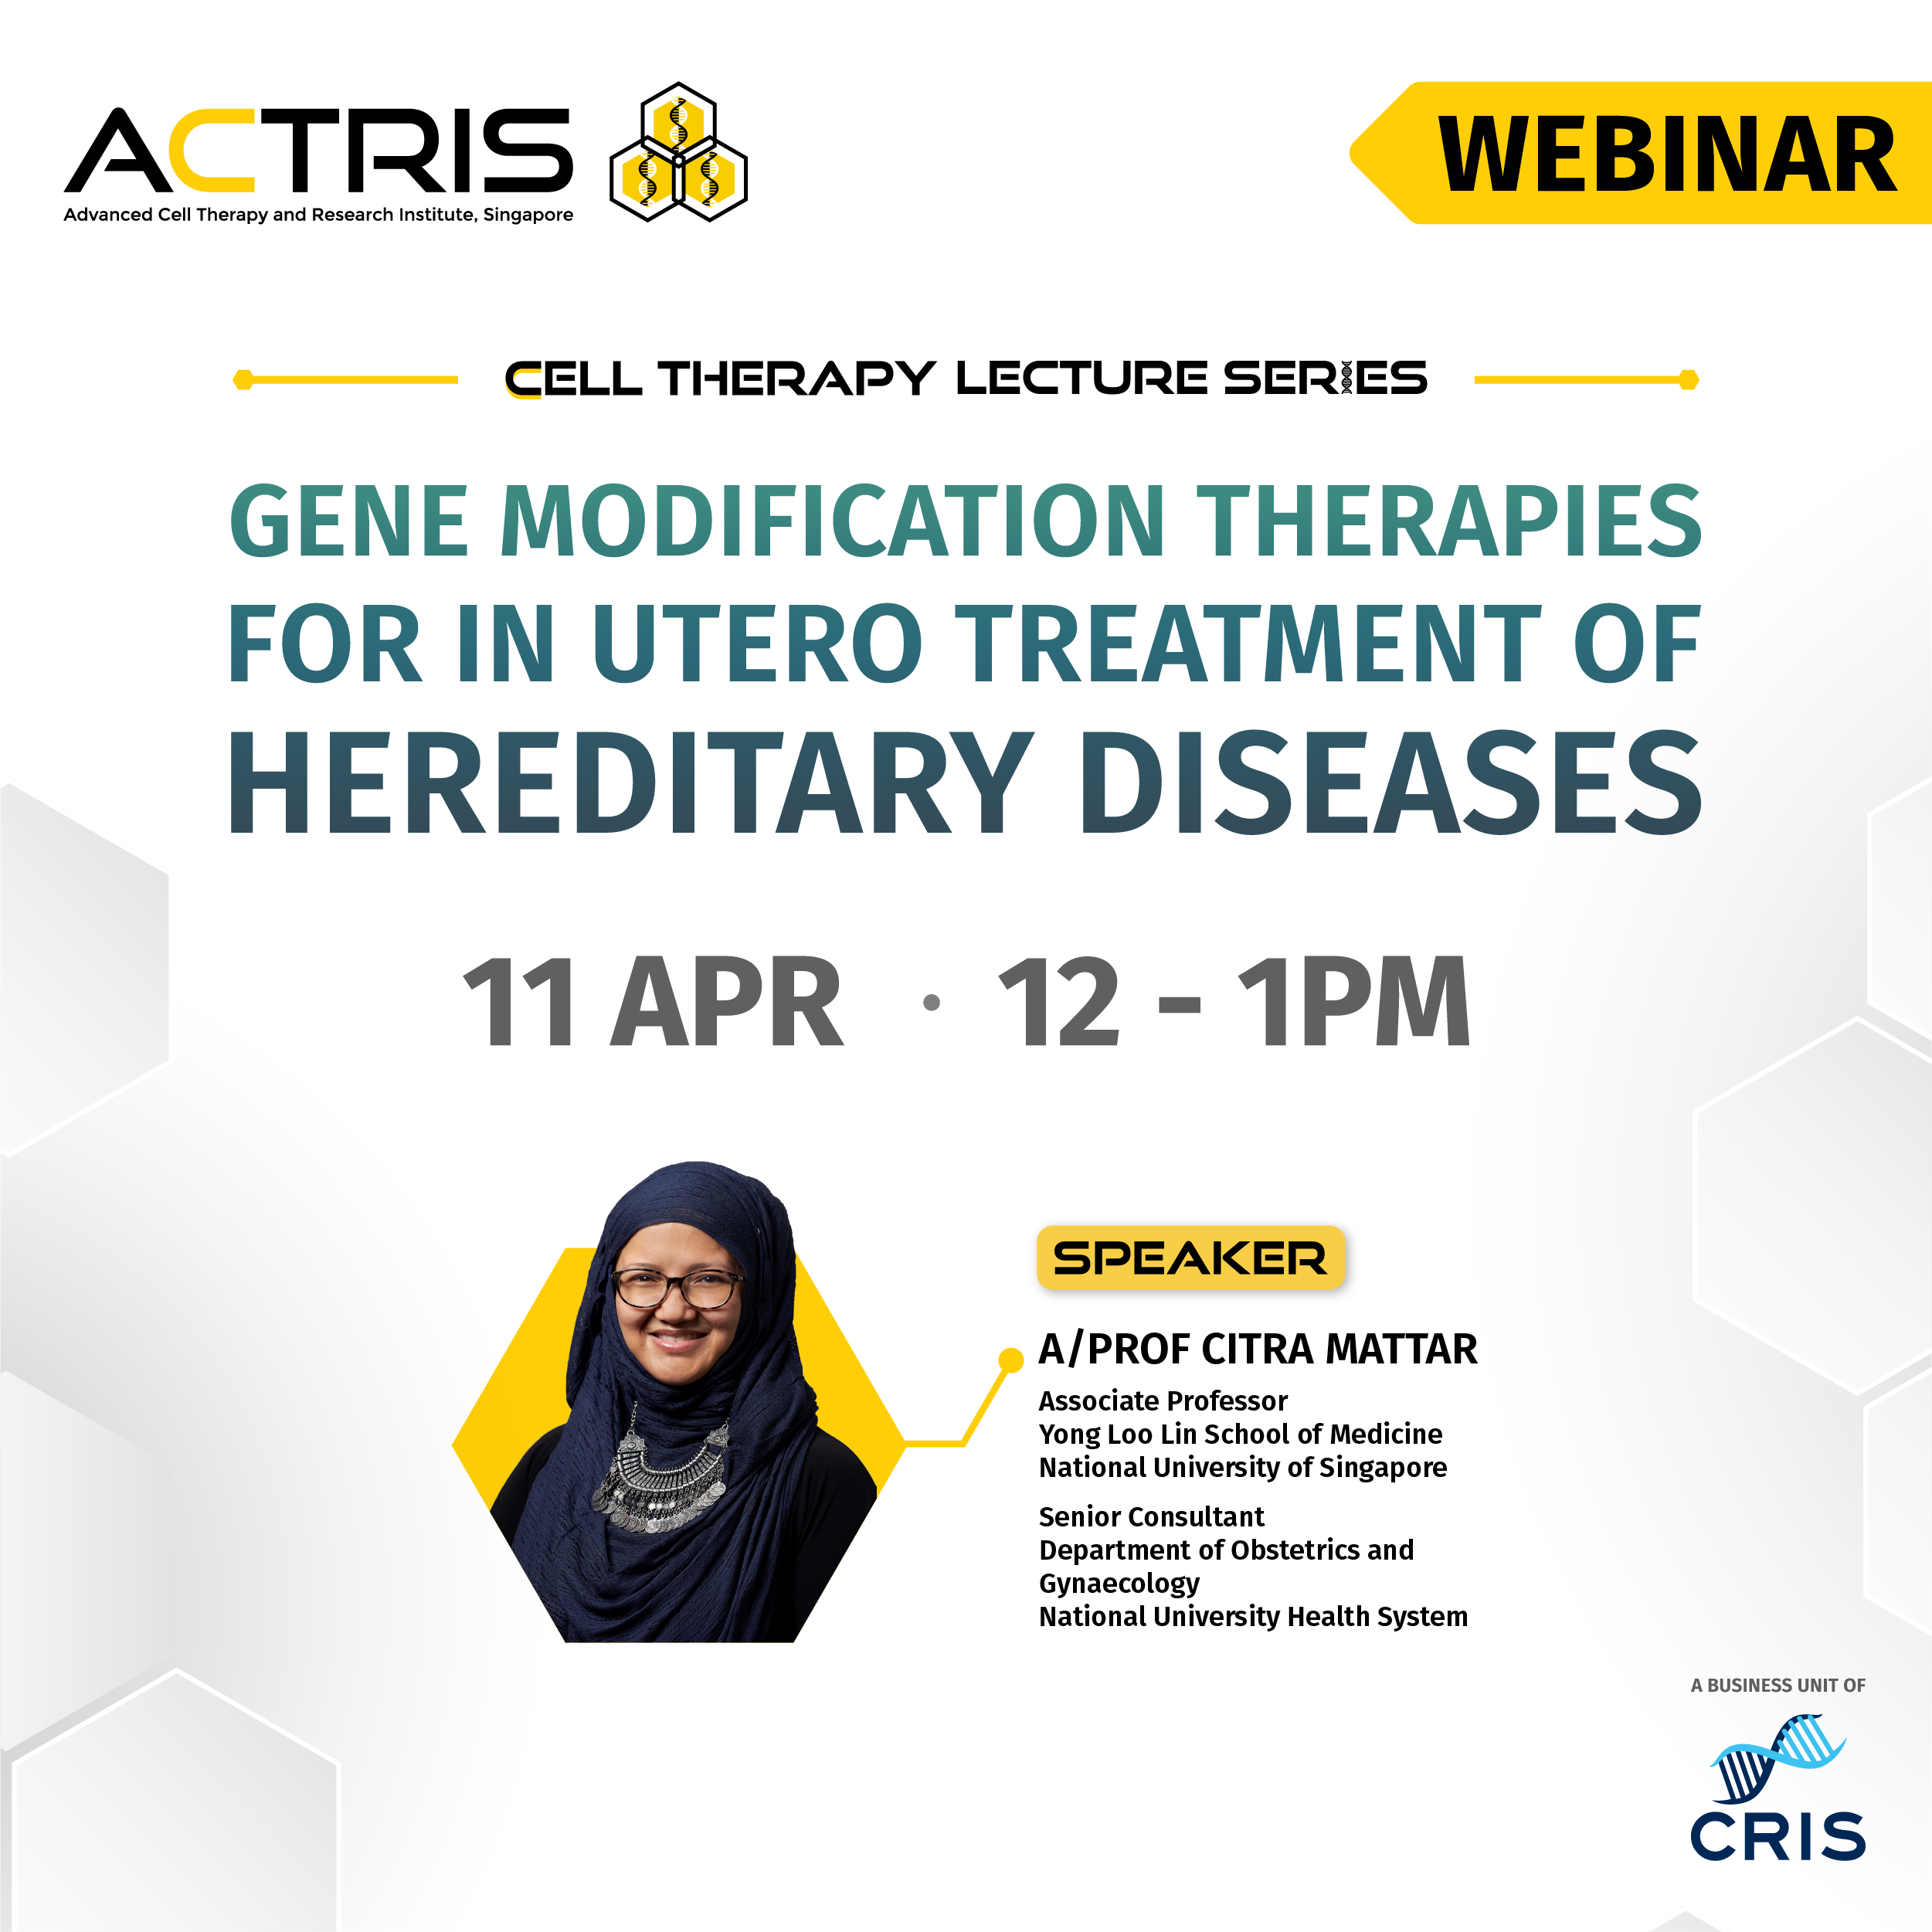 ACTRIS
Advanced Cell Therapy and Research Institute, Singapore
WEBINAR
CELL THERAPY LECTURE SERIES
GENE MODIFICATION THERAPIES
FOR IN UTERO TREATMENT OF
HEREDITARY DISEASES
11 APR · 12 - 1PM
SPEAKER
A/PROF CITRA MATTAR
Associate Professor
Yong Loo Lin School of Medicine
National University of Singapore
Senior Consultant
Department of Obstetrics and
Gynaecology
National University Health System
A BUSINESS UNIT OF
CRIS